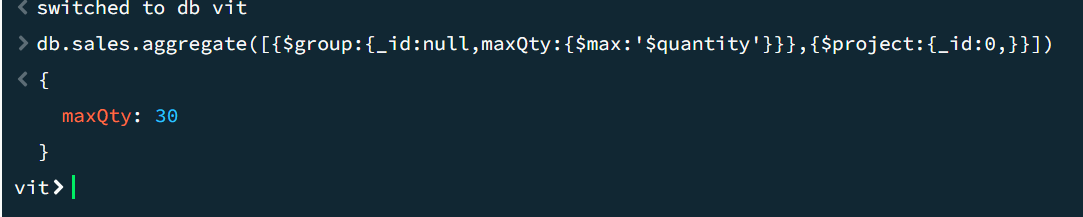 switched to db vit
db.sales.aggregate([{$group:{_id:null,maxQty:{$max:'$quantity'}}},{$project:{_id:0,}}])
{
maxQty: 30
}
vit>